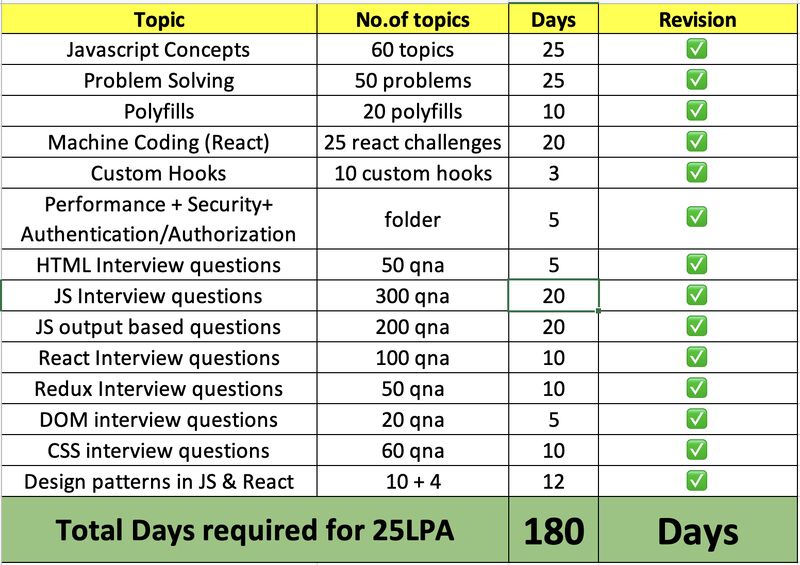 Topic No.of topics Days Revision
Javascript Concepts 60 topics 25 ✅
Problem Solving 50 problems 25 ✅
Polyfills 20 polyfills 10 ✅
Machine Coding (React) 25 react challenges 20 ✅
Custom Hooks 10 custom hooks 3 ✅
Performance + Security+
Authentication/Authorization folder 5 ✅
HTML Interview questions 50 qna 5 ✅
JS Interview questions 300 qna 20 ✅
JS output based questions 200 qna 20 ✅
React Interview questions 100 qna 10 ✅
Redux Interview questions 50 qna 10 ✅
DOM interview questions 20 qna 5 ✅
CSS interview questions 60 qna 10 ✅
Design patterns in JS & React 10 + 4 12 ✅
Total Days required for 25LPA 180 Days